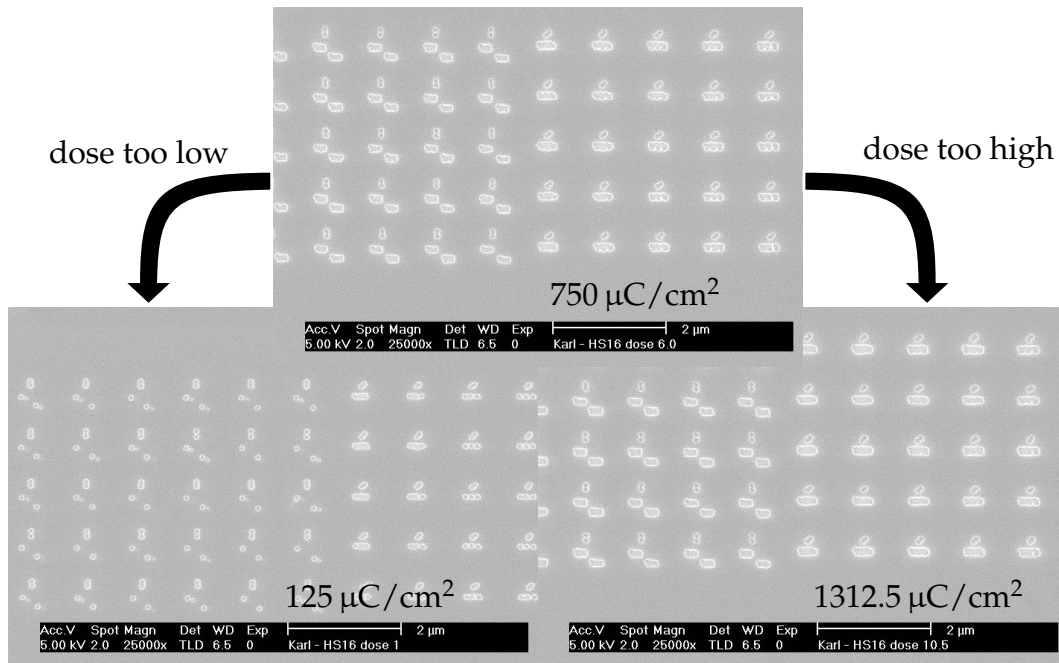 dose too low
dose too high
750 μC/cm²
Acc.V Spot Magn Det WD Exp 2 μm
5.00 kV 2.0 25000x TLD 6.5 0 Karl - HS16 dose 6.0
125 μC/cm²
Acc.V Spot Magn Det WD Exp 2 μm
5.00 kV 2.0 25000x TLD 6.5 0 Karl - HS16 dose 1
1312.5 μC/cm²
Acc.V Spot Magn Det WD Exp 2 μm
5.00 kV 2.0 25000x TLD 6.5 0 Karl - HS16 dose 10.5